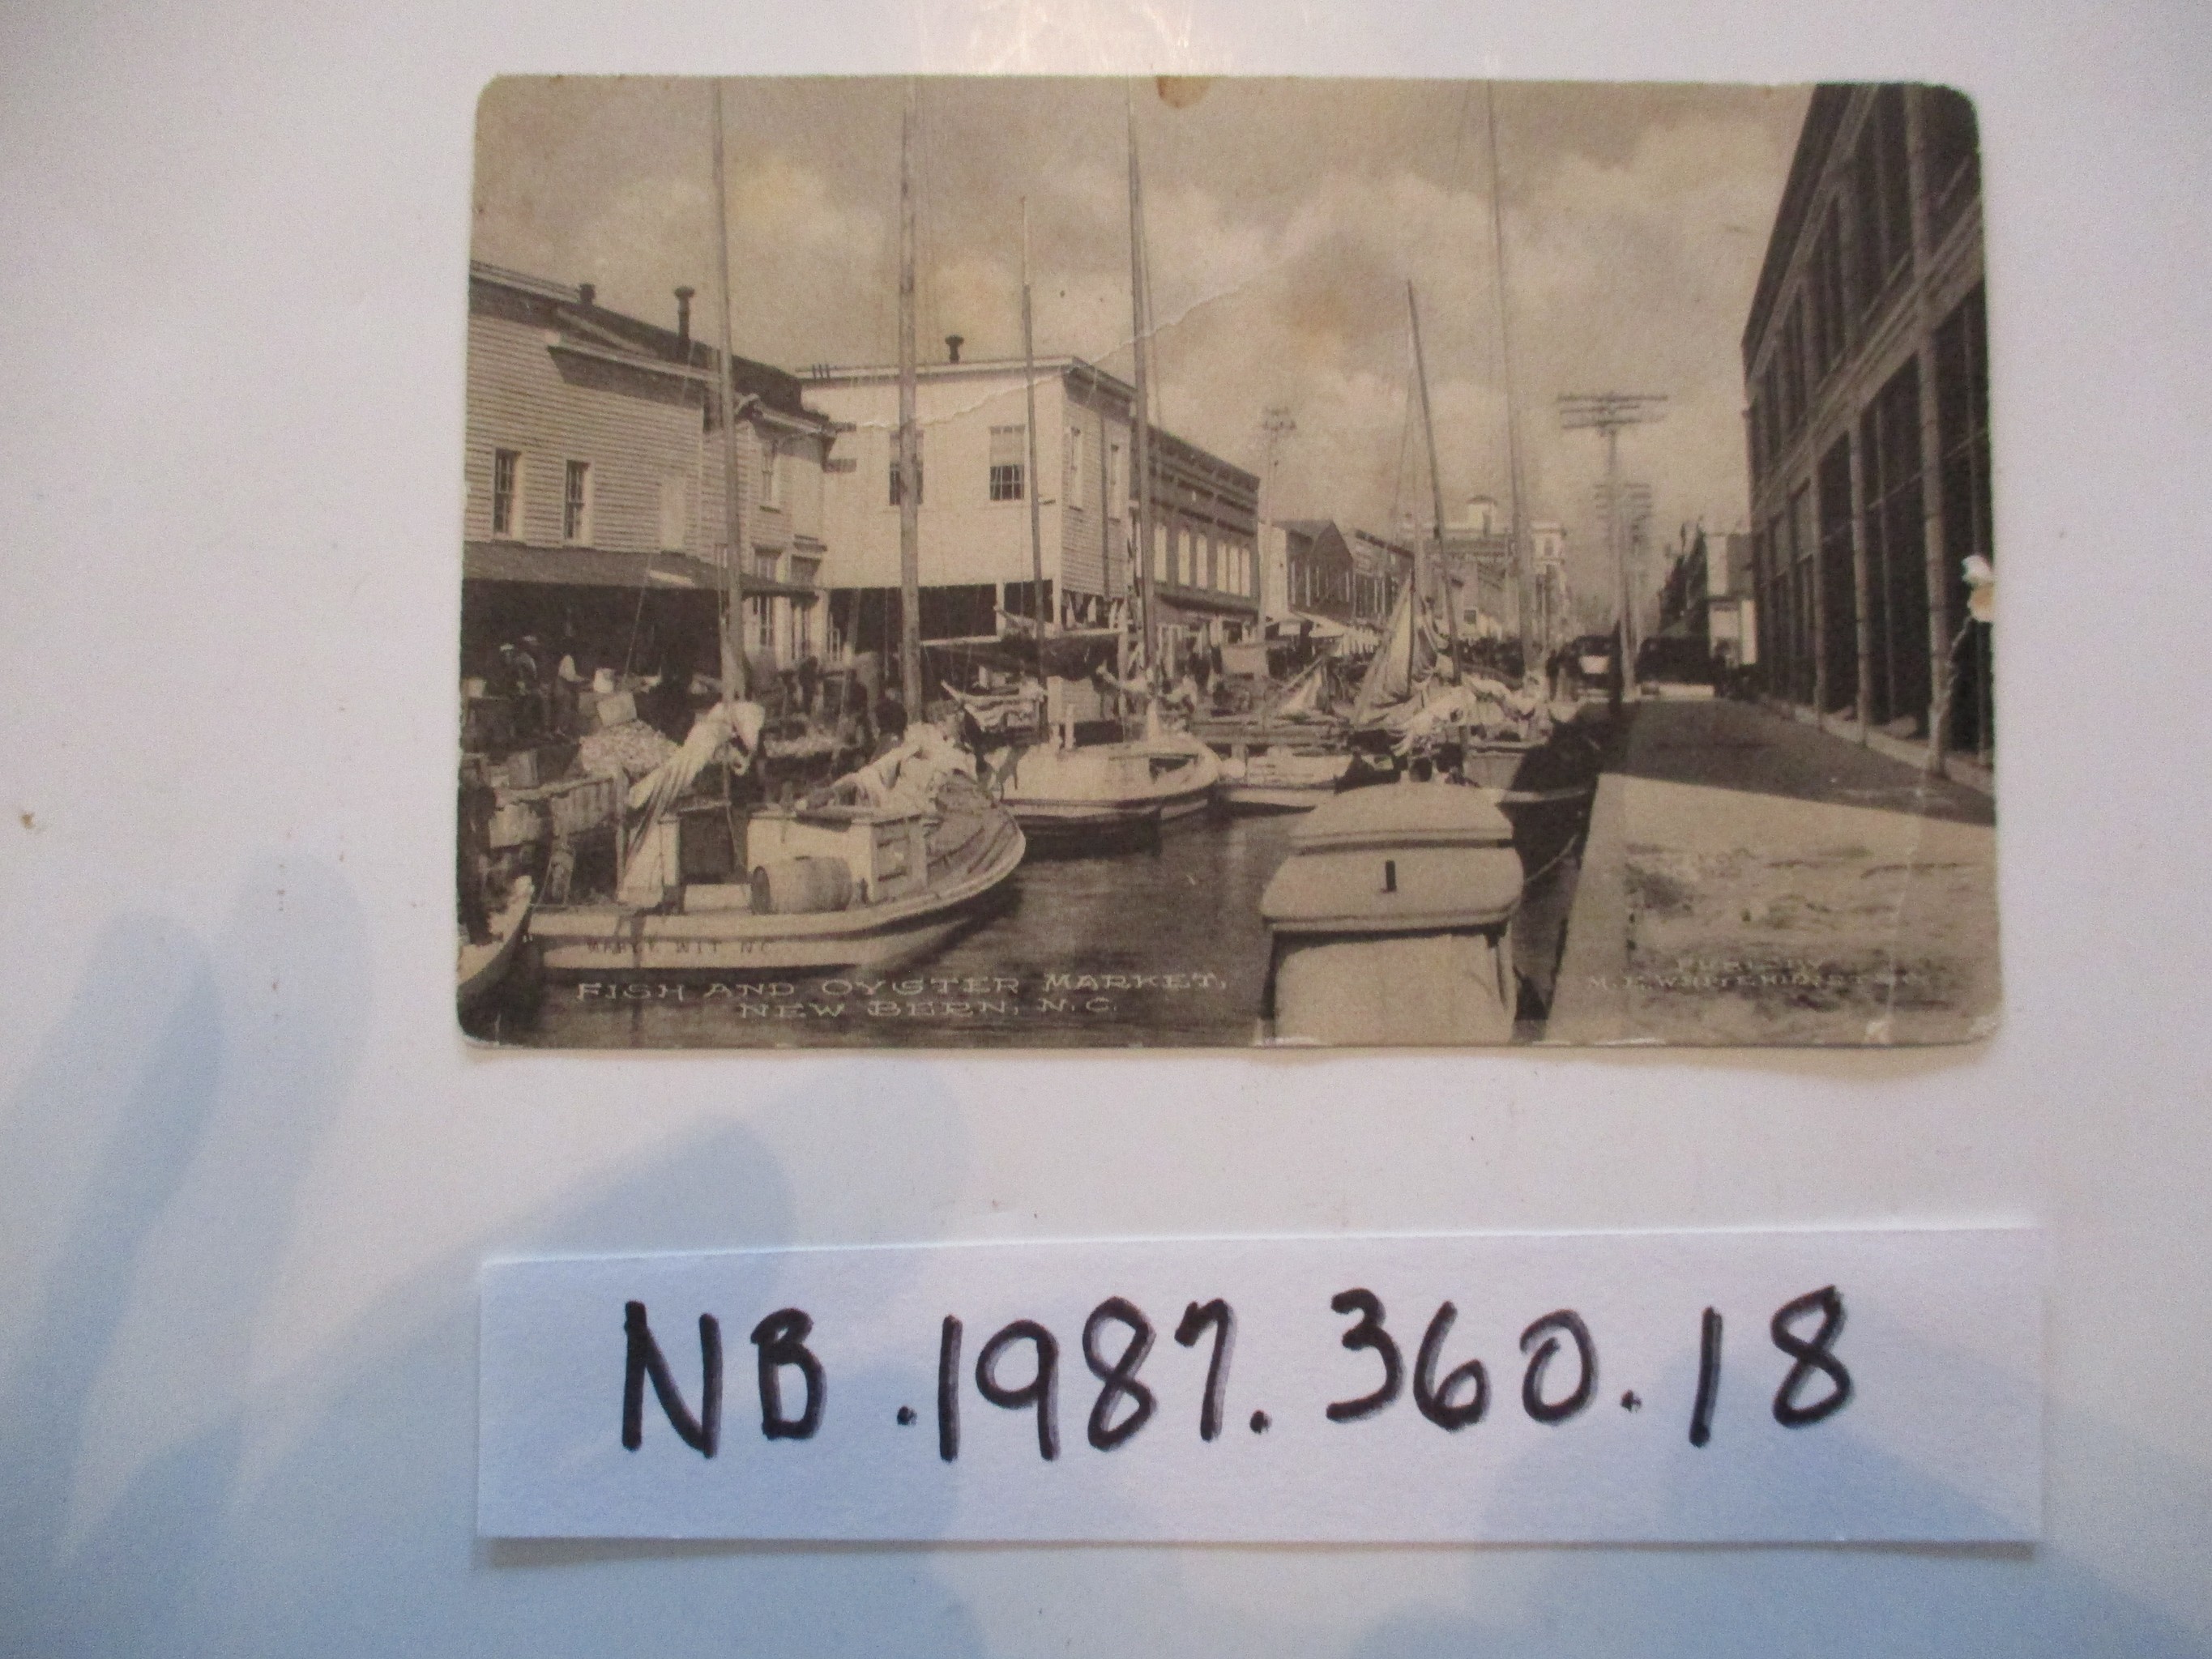 FISH AND OYSTER MARKET,
NEW BERN, N.C.
NB.1987.360.18